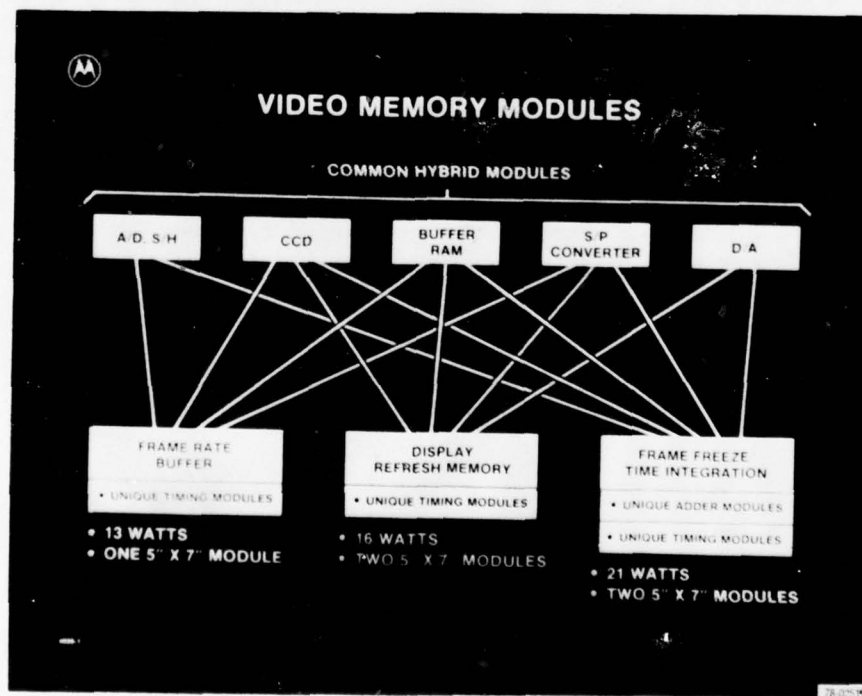 VIDEO MEMORY MODULES
COMMON HYBRID MODULES
A/D, S/H
CCD
BUFFER
RAM
S/P
CONVERTER
D/A
FRAME RATE
BUFFER
• UNIQUE TIMING MODULES
• 13 WATTS
• ONE 5" X 7" MODULE
DISPLAY
REFRESH MEMORY
• UNIQUE TIMING MODULES
• 16 WATTS
• TWO 5" X 7" MODULES
FRAME FREEZE
TIME INTEGRATION
• UNIQUE ADDER MODULES
• UNIQUE TIMING MODULES
• 21 WATTS
• TWO 5" X 7" MODULES